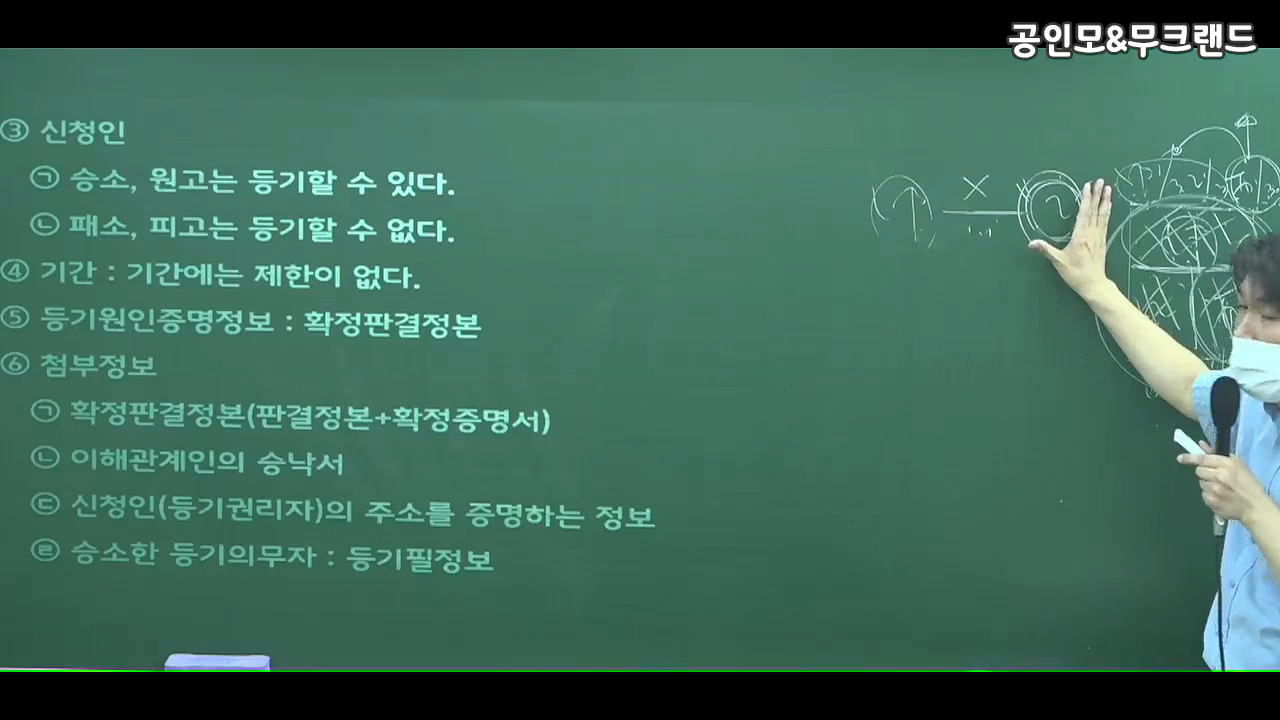 공인모&무크랜드
③ 신청인
㉠ 승소, 원고는 등기할 수 있다.
㉡ 패소, 피고는 등기할 수 없다.
④ 기간 : 기간에는 제한이 없다.
⑤ 등기원인증명정보 : 확정판결정본
⑥ 첨부정보
㉠ 확정판결정본(판결정본+확정증명서)
㉡ 이해관계인의 승낙서
㉢ 신청인(등기권리자)의 주소를 증명하는 정보
㉣ 승소한 등기의무자 : 등기필정보